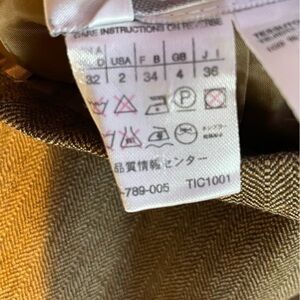 CARE INSTRUCTIONS ON REVERSE
A
D USA F GB J I
32 2 34 4 36
P
品質情報センター
-789-005 TIC1001